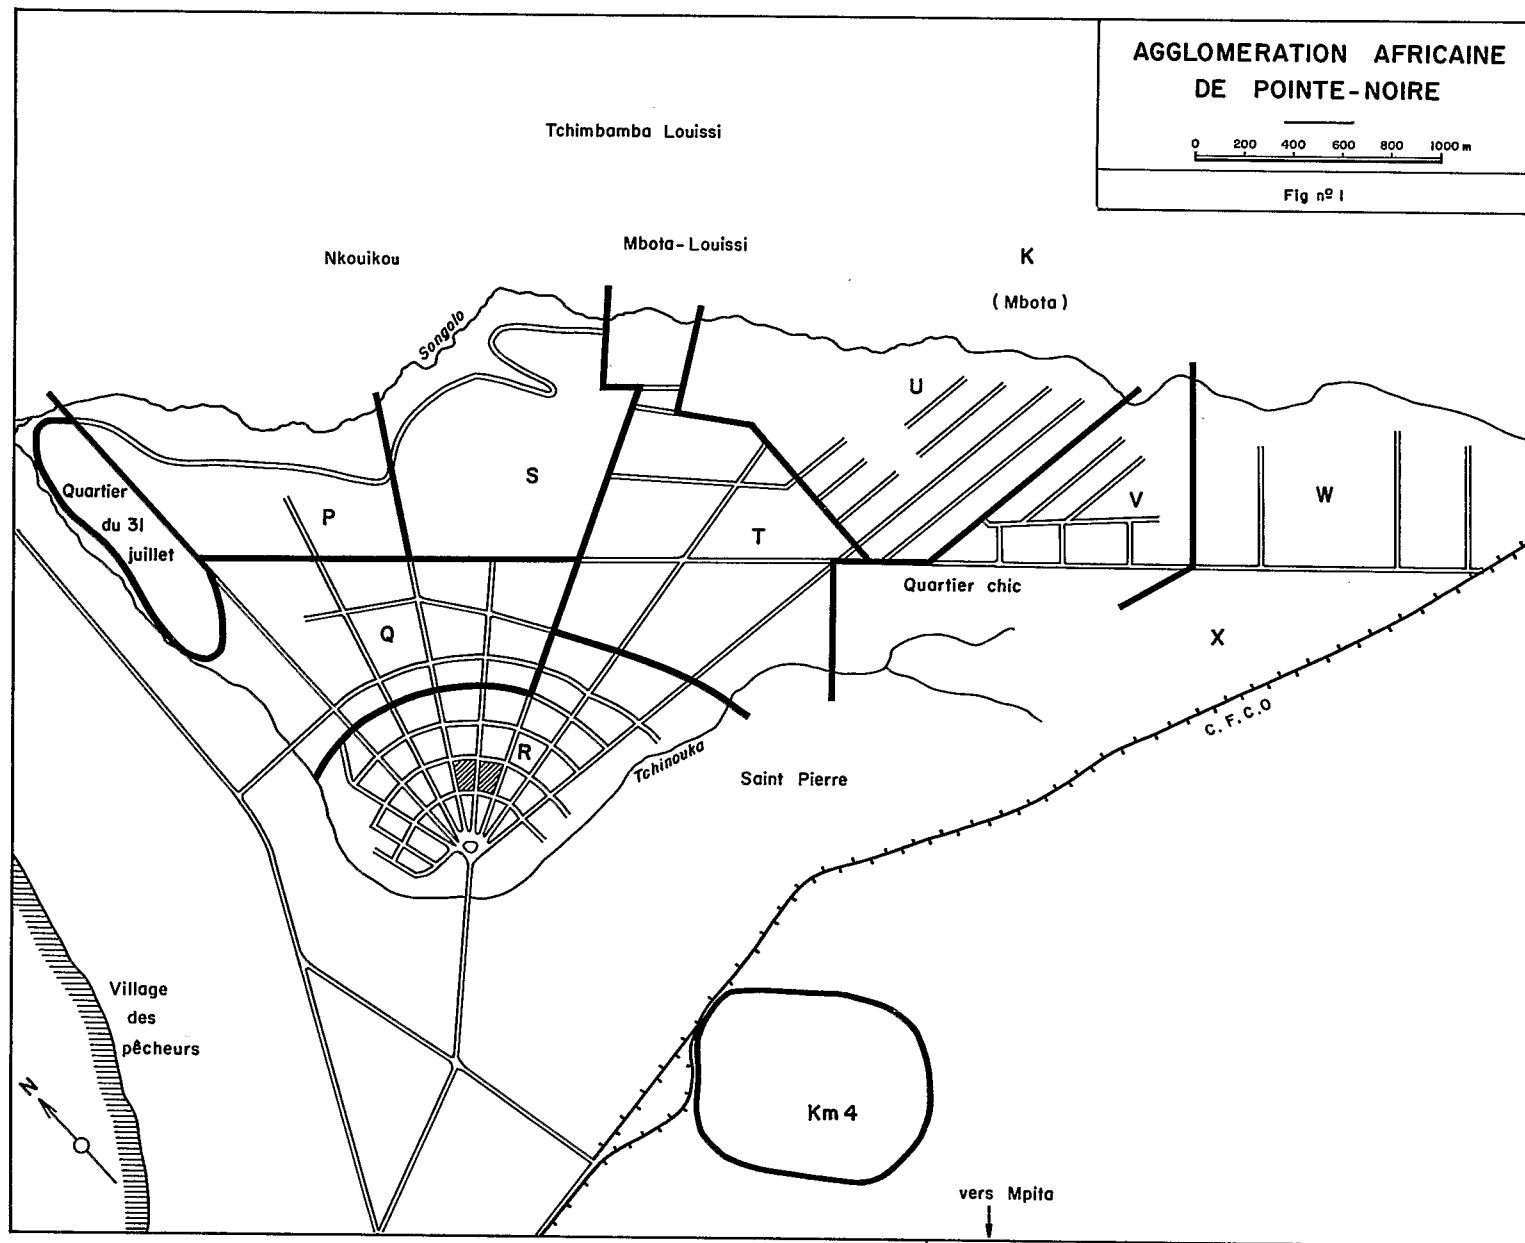 AGGLOMERATION AFRICAINE
DE POINTE-NOIRE
0 200 400 600 800 1000 m
Fig nº 1
Tchimbamba Louissi
Nkouikou
Mbota-Louissi
K
(Mbota)
Songolo
U
S
Quartier
du 31
juillet
P
T
V
W
Quartier chic
Q
X
R
Tchinouka
Saint Pierre
C.F.C.O
Village
des
pêcheurs
N
Km 4
vers Mpita